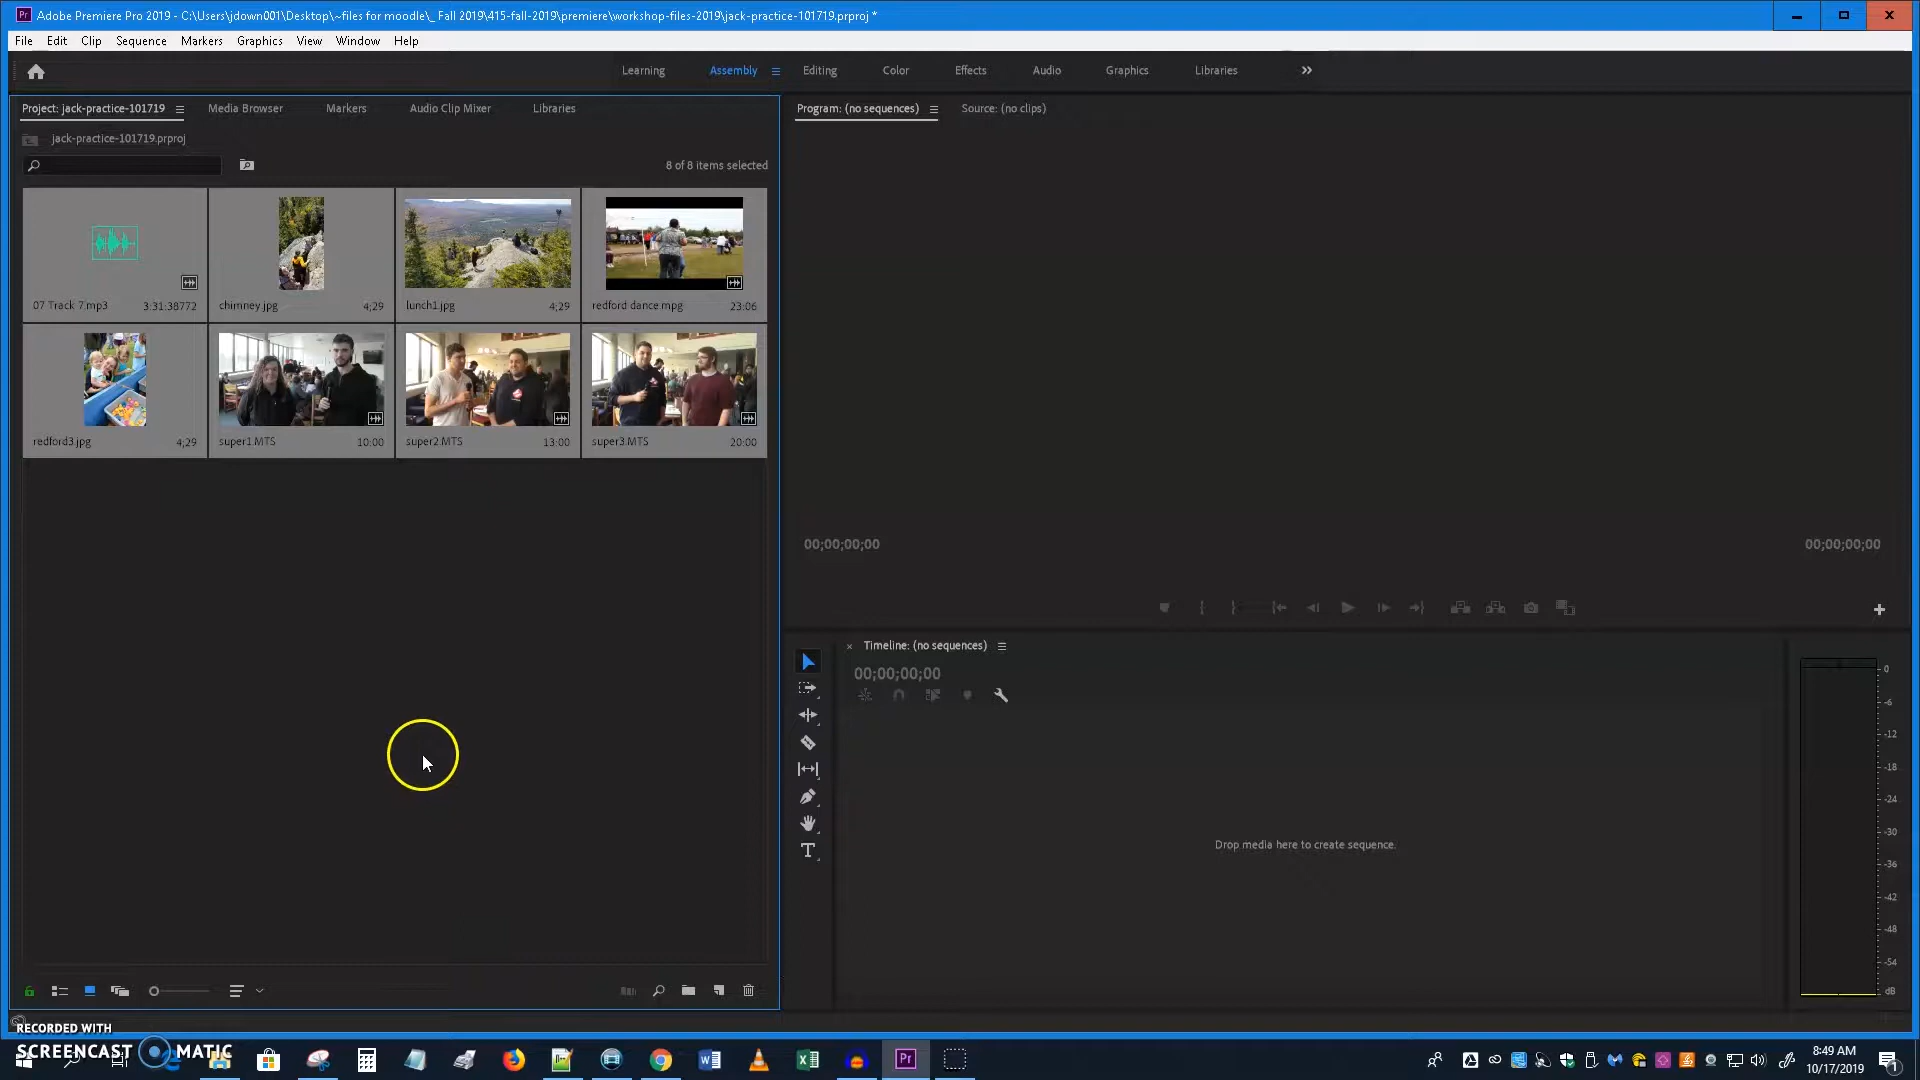 Adobe Premiere Pro 2019 - C:\Users\jdown001\Desktop\~files for moodle\_ Fall 2019\415-fall-2019\premiere\workshop-files-2019\jack-practice-101719.prproj *
File Edit Clip Sequence Markers Graphics View Window Help
Learning Assembly Editing Color Effects Audio Graphics Libraries
Project: jack-practice-101719 Media Browser Markers Audio Clip Mixer Libraries
Program: (no sequences) Source: (no clips)
jack-practice-101719.prproj
8 of 8 items selected
07 Track 7.mp3 3:31:38772 chimney.jpg 4;29 lunch1.jpg 4;29 redford dance.mpg 23:06
redford3.jpg 4;29 super1.MTS 10:00 super2.MTS 13:00 super3.MTS 20:00
00;00;00;00 00;00;00;00
Timeline: (no sequences)
00;00;00;00
Drop media here to create sequence.
0
-6
-12
-18
-24
-30
-36
-42
-48
-54
dB
RECORDED WITH
SCREENCAST MATIC
8:49 AM
10/17/2019